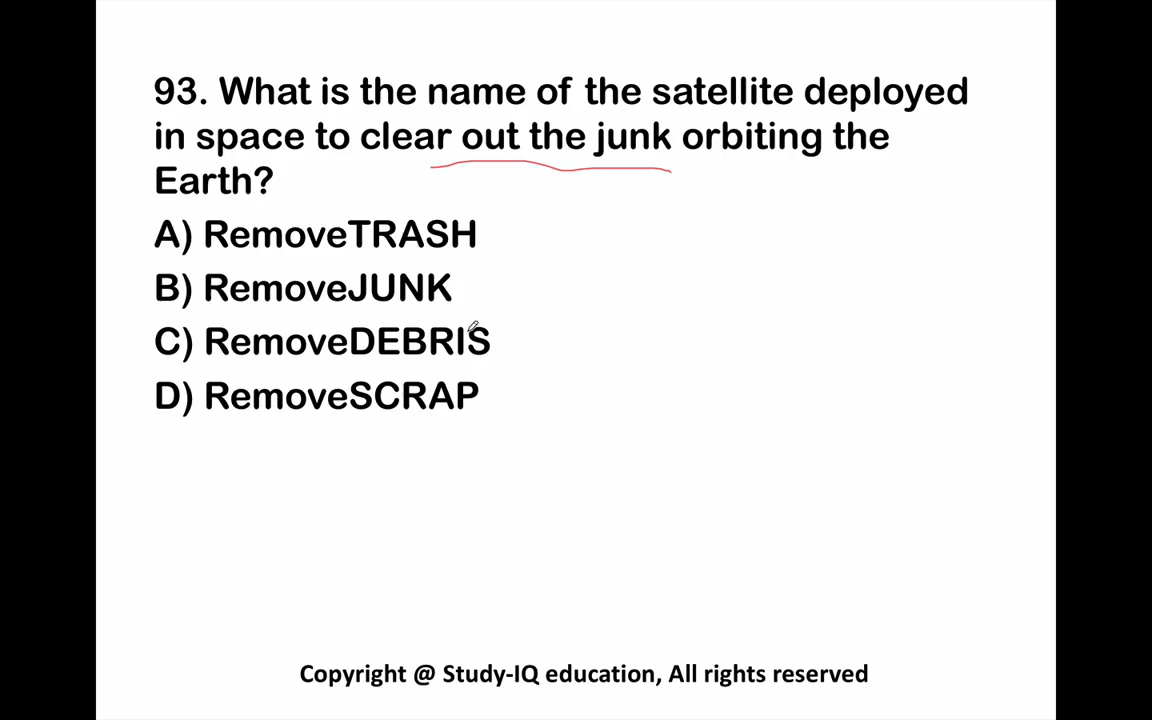 93. What is the name of the satellite deployed
in space to clear out the junk orbiting the
Earth?
A) RemoveTRASH
B) RemoveJUNK
C) RemoveDEBRIS
D) RemoveSCRAP
Copyright @ Study-IQ education, All rights reserved